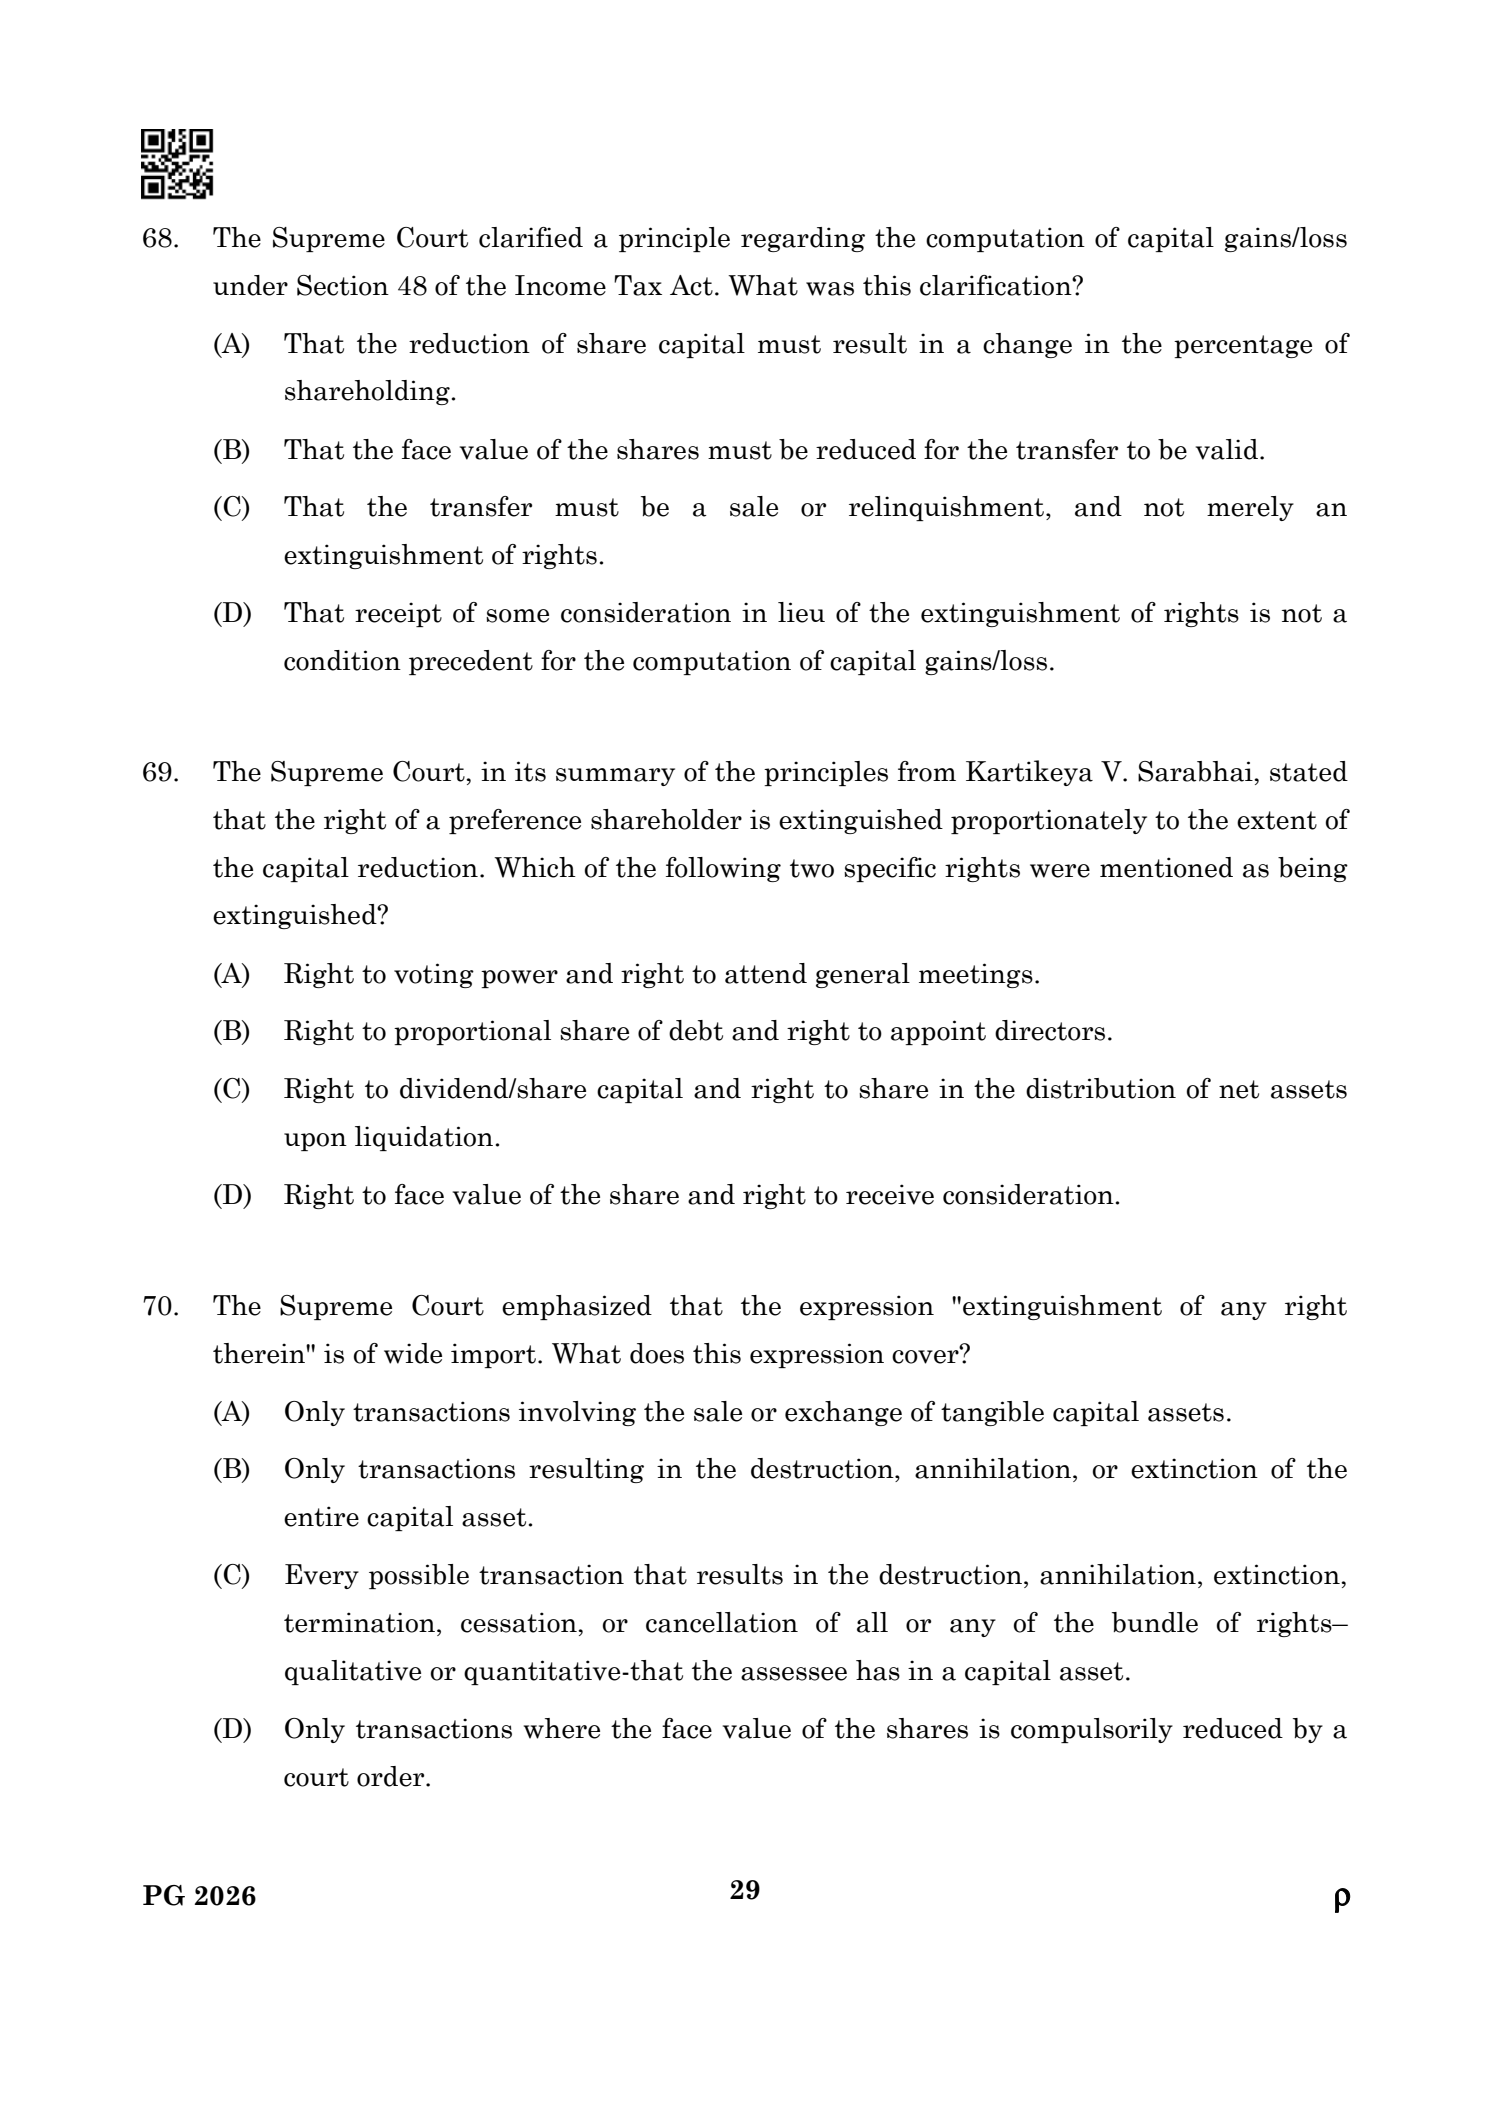 68. The Supreme Court clarified a principle regarding the computation of capital gains/loss
under Section 48 of the Income Tax Act. What was this clarification?
(A) That the reduction of share capital must result in a change in the percentage of
shareholding.
(B) That the face value of the shares must be reduced for the transfer to be valid.
(C) That the transfer must be a sale or relinquishment, and not merely an
extinguishment of rights.
(D) That receipt of some consideration in lieu of the extinguishment of rights is not a
condition precedent for the computation of capital gains/loss.
69. The Supreme Court, in its summary of the principles from Kartikeya V. Sarabhai, stated
that the right of a preference shareholder is extinguished proportionately to the extent of
the capital reduction. Which of the following two specific rights were mentioned as being
extinguished?
(A) Right to voting power and right to attend general meetings.
(B) Right to proportional share of debt and right to appoint directors.
(C) Right to dividend/share capital and right to share in the distribution of net assets
upon liquidation.
(D) Right to face value of the share and right to receive consideration.
70. The Supreme Court emphasized that the expression "extinguishment of any right
therein" is of wide import. What does this expression cover?
(A) Only transactions involving the sale or exchange of tangible capital assets.
(B) Only transactions resulting in the destruction, annihilation, or extinction of the
entire capital asset.
(C) Every possible transaction that results in the destruction, annihilation, extinction,
termination, cessation, or cancellation of all or any of the bundle of rights–
qualitative or quantitative-that the assessee has in a capital asset.
(D) Only transactions where the face value of the shares is compulsorily reduced by a
court order.
PG 2026 29 ρ